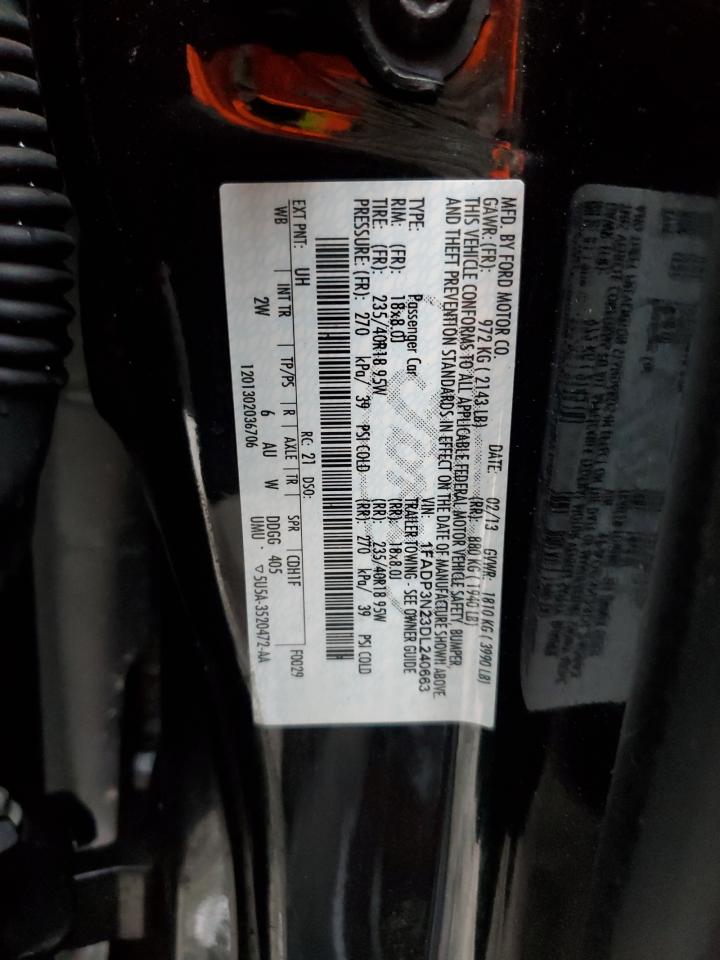 MFD. BY FORD MOTOR CO.
DATE: 02/13 GVWR: 1810 KG ( 3990 LB)
GAWR: (FR): 972 KG ( 2143 LB) (RR): 880 KG ( 1940 LB)
THIS VEHICLE CONFORMS TO ALL APPLICABLE FEDERAL MOTOR VEHICLE SAFETY, BUMPER,
AND THEFT PREVENTION STANDARDS IN EFFECT ON THE DATE OF MANUFACTURE SHOWN ABOVE.
VIN: 1FADP3N23DL240663
TYPE: Passenger Car TRAILER TOWING - SEE OWNER GUIDE
RIM: (FR): 18x8.0J (RR): 18x8.0J
TIRE: (FR): 235/40R18 95W (RR): 235/40R18 95W
PRESSURE: (FR): 270 kPa/ 39 PSI COLD (RR): 270 kPa/ 39 PSI COLD
EXT PNT: UH RC: 21 DSO: F0029
WB INT TR TP/PS R AXLE TR SPR CDH1F
2W 6 AU W DDGG 405
1201302036706 UMU ▽5U5A-3520472-AA